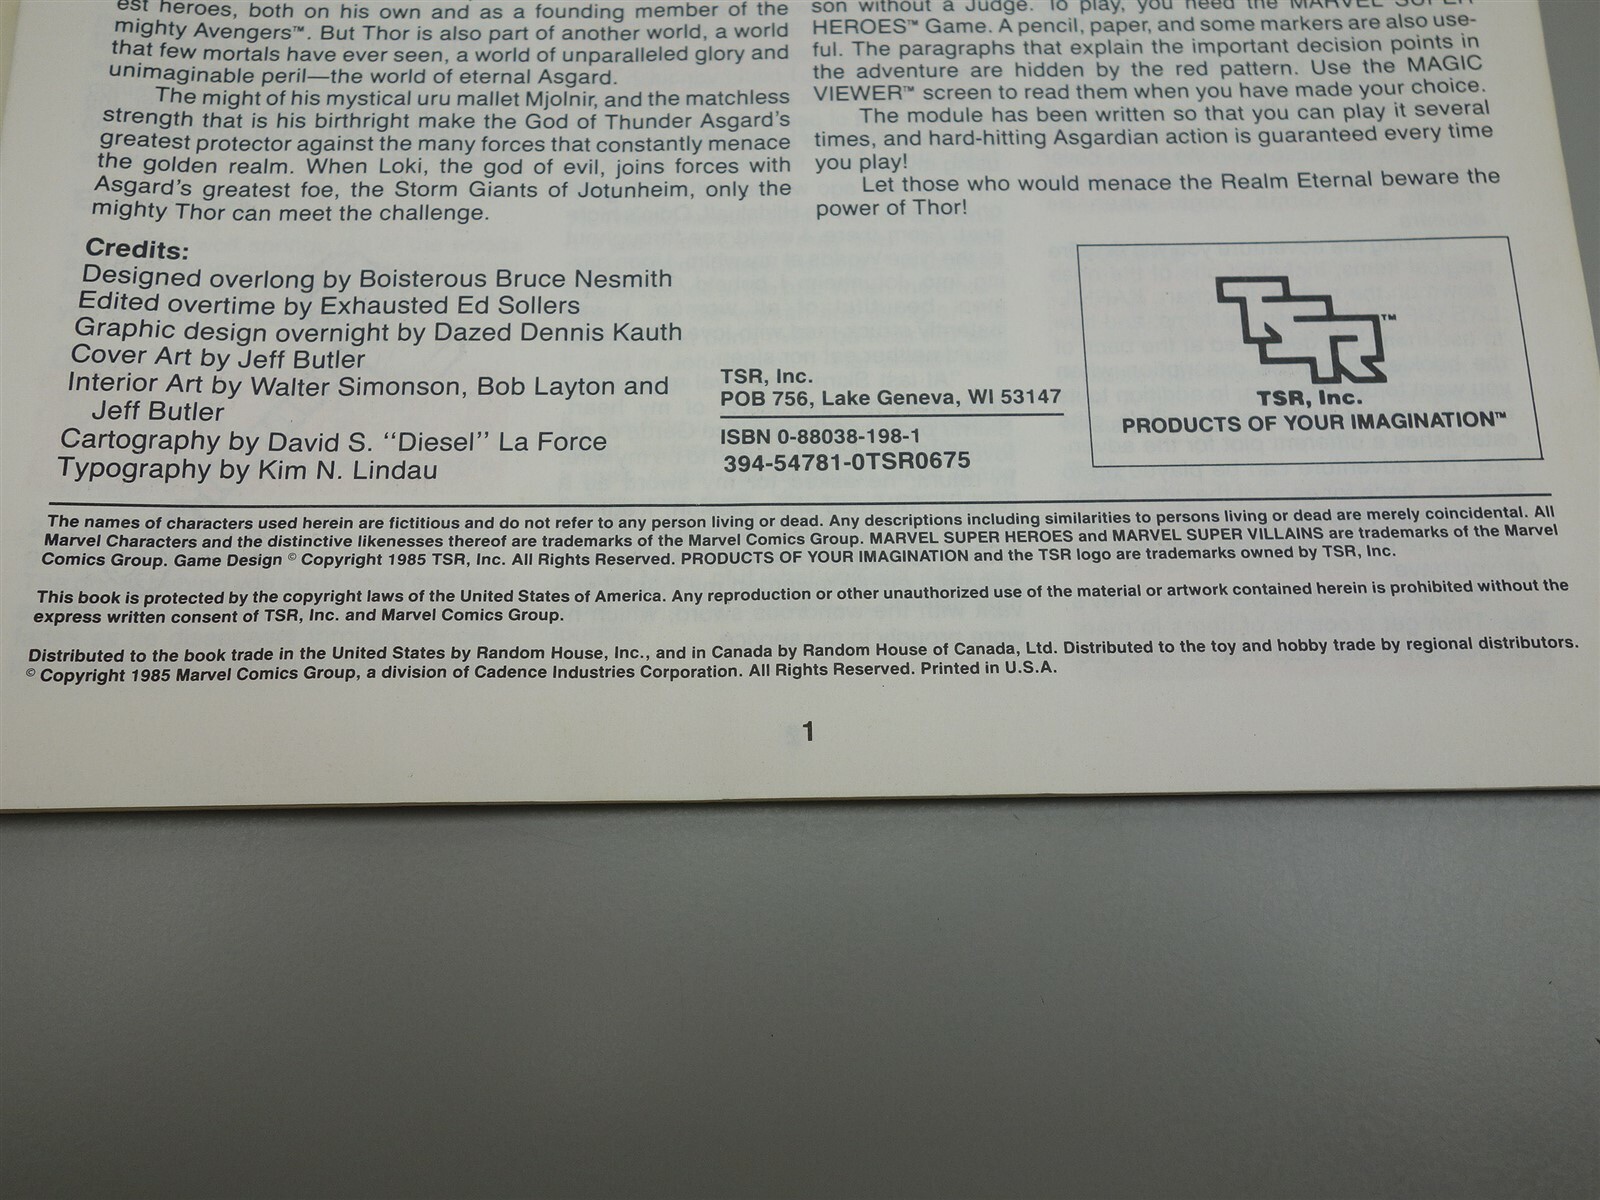 est heroes, both on his own and as a founding member of the
mighty Avengers™. But Thor is also part of another world, a world
that few mortals have ever seen, a world of unparalleled glory and
unimaginable peril—the world of eternal Asgard.
The might of his mystical uru mallet Mjolnir, and the matchless
strength that is his birthright make the God of Thunder Asgard's
greatest protector against the many forces that constantly menace
the golden realm. When Loki, the god of evil, joins forces with
Asgard's greatest foe, the Storm Giants of Jotunheim, only the
mighty Thor can meet the challenge.
son without a Judge. To play, you need the MARVEL SUPER
HEROES™ Game. A pencil, paper, and some markers are also use-
ful. The paragraphs that explain the important decision points in
the adventure are hidden by the red pattern. Use the MAGIC
VIEWER™ screen to read them when you have made your choice.
The module has been written so that you can play it several
times, and hard-hitting Asgardian action is guaranteed every time
you play!
Let those who would menace the Realm Eternal beware the
power of Thor!
Credits:
Designed overlong by Boisterous Bruce Nesmith
Edited overtime by Exhausted Ed Sollers
Graphic design overnight by Dazed Dennis Kauth
Cover Art by Jeff Butler
Interior Art by Walter Simonson, Bob Layton and
Jeff Butler
Cartography by David S. "Diesel" La Force
Typography by Kim N. Lindau
TSR, Inc.
POB 756, Lake Geneva, WI 53147
ISBN 0-88038-198-1
394-54781-0TSR0675
TSR™
TSR, Inc.
PRODUCTS OF YOUR IMAGINATION™
The names of characters used herein are fictitious and do not refer to any person living or dead. Any descriptions including similarities to persons living or dead are merely coincidental. All
Marvel Characters and the distinctive likenesses thereof are trademarks of the Marvel Comics Group. MARVEL SUPER HEROES and MARVEL SUPER VILLAINS are trademarks of the Marvel
Comics Group. Game Design © Copyright 1985 TSR, Inc. All Rights Reserved. PRODUCTS OF YOUR IMAGINATION and the TSR logo are trademarks owned by TSR, Inc.
This book is protected by the copyright laws of the United States of America. Any reproduction or other unauthorized use of the material or artwork contained herein is prohibited without the
express written consent of TSR, Inc. and Marvel Comics Group.
Distributed to the book trade in the United States by Random House, Inc., and in Canada by Random House of Canada, Ltd. Distributed to the toy and hobby trade by regional distributors.
© Copyright 1985 Marvel Comics Group, a division of Cadence Industries Corporation. All Rights Reserved. Printed in U.S.A.
1